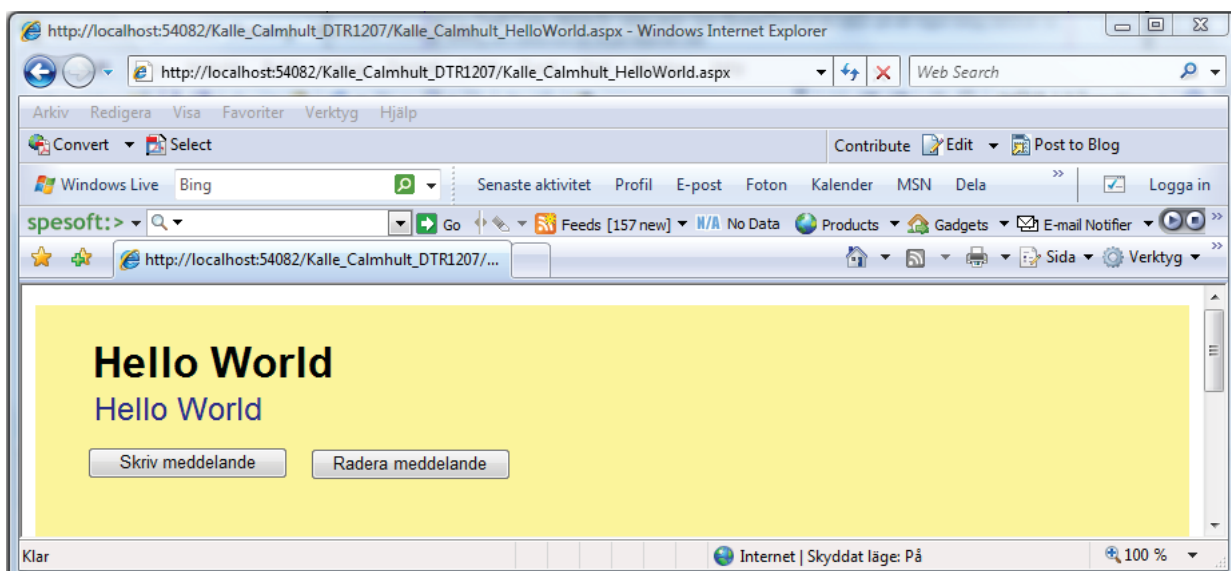 http://localhost:54082/Kalle_Calmhult_DTR1207/Kalle_Calmhult_HelloWorld.aspx - Windows Internet Explorer
http://localhost:54082/Kalle_Calmhult_DTR1207/Kalle_Calmhult_HelloWorld.aspx Web Search
Arkiv Redigera Visa Favoriter Verktyg Hjälp
Convert Select Contribute Edit Post to Blog
Windows Live Bing Senaste aktivitet Profil E-post Foton Kalender MSN Dela >> Logga in
spesoft:> Go Feeds [157 new] N/A No Data Products Gadgets E-mail Notifier >>
http://localhost:54082/Kalle_Calmhult_DTR1207/... Sida Verktyg >>
Hello World
Hello World
Skriv meddelande Radera meddelande
Klar Internet | Skyddat läge: På 100 %